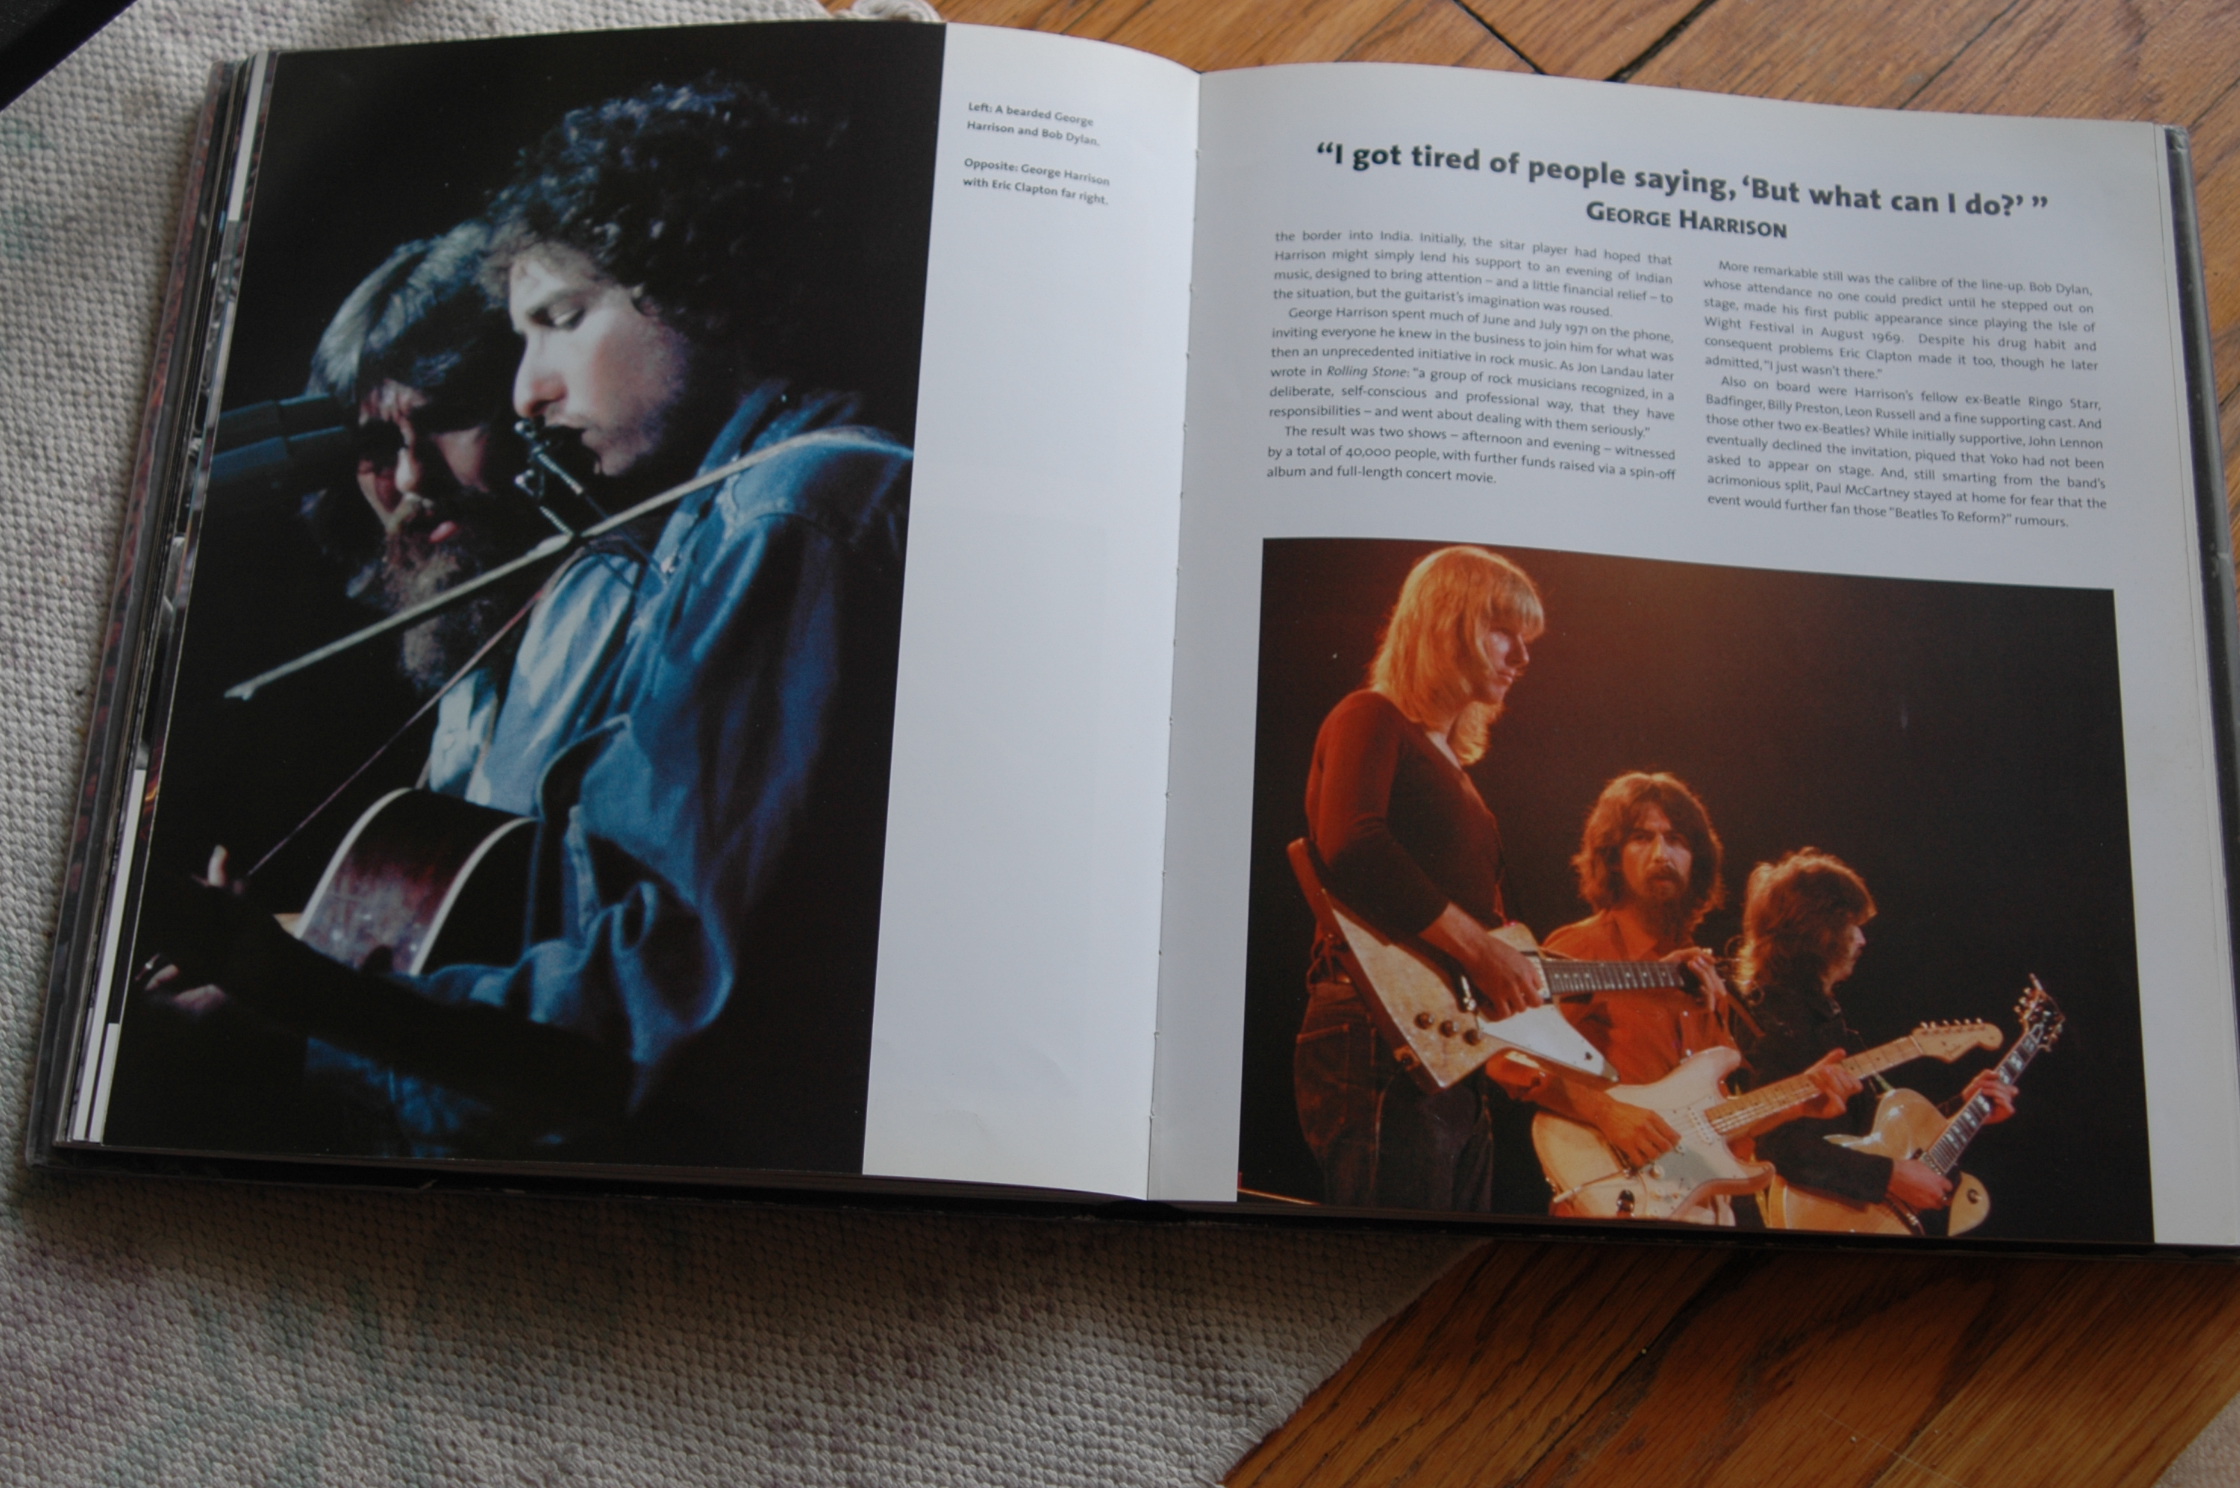 Left: A bearded George
Harrison and Bob Dylan.
Opposite: George Harrison
with Eric Clapton far right.
“I got tired of people saying, ‘But what can I do?’ ”
GEORGE HARRISON
the border into India. Initially, the sitar player had hoped that
Harrison might simply lend his support to an evening of Indian
music, designed to bring attention – and a little financial relief – to
the situation, but the guitarist’s imagination was roused.
George Harrison spent much of June and July 1971 on the phone,
inviting everyone he knew in the business to join him for what was
then an unprecedented initiative in rock music. As Jon Landau later
wrote in Rolling Stone: “a group of rock musicians recognized, in a
deliberate, self-conscious and professional way, that they have
responsibilities – and went about dealing with them seriously.”
The result was two shows – afternoon and evening – witnessed
by a total of 40,000 people, with further funds raised via a spin-off
album and full-length concert movie.
More remarkable still was the calibre of the line-up. Bob Dylan,
whose attendance no one could predict until he stepped out on
stage, made his first public appearance since playing the Isle of
Wight Festival in August 1969. Despite his drug habit and
consequent problems Eric Clapton made it too, though he later
admitted, “I just wasn’t there.”
Also on board were Harrison’s fellow ex-Beatle Ringo Starr,
Badfinger, Billy Preston, Leon Russell and a fine supporting cast. And
those other two ex-Beatles? While initially supportive, John Lennon
eventually declined the invitation, piqued that Yoko had not been
asked to appear on stage. And, still smarting from the band’s
acrimonious split, Paul McCartney stayed at home for fear that the
event would further fan those “Beatles To Reform?” rumours.